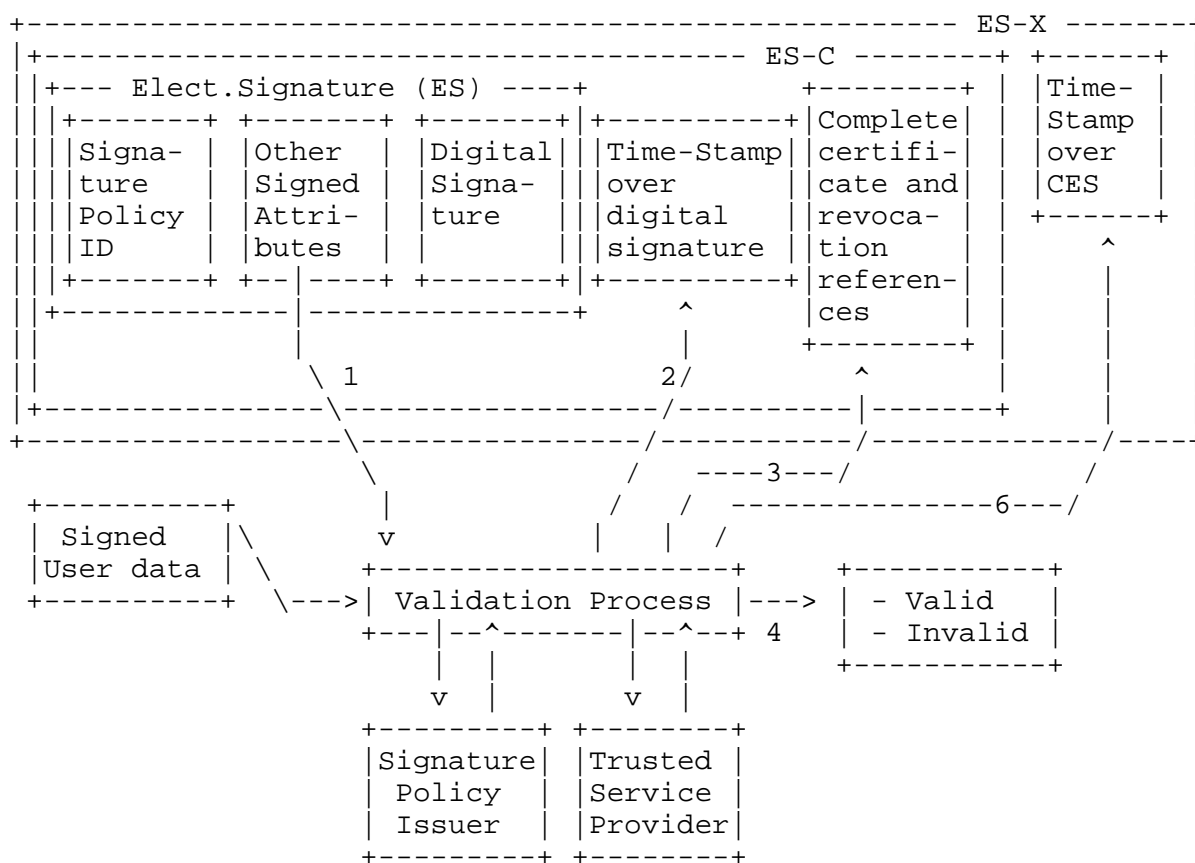 ES-X
ES-C
Elect.Signature (ES)
Time-
Complete
Stamp
Signa-
Other
Digital
Time-Stamp
certifi-
over
ture
Signed
Signa-
over
cate and
CES
Policy
Attri-
ture
digital
revoca-
ID
butes
signature
tion
referen-
ces
1
2
3
6
Signed
User data
Validation Process
- Valid
4
- Invalid
Signature
Trusted
Policy
Service
Issuer
Provider